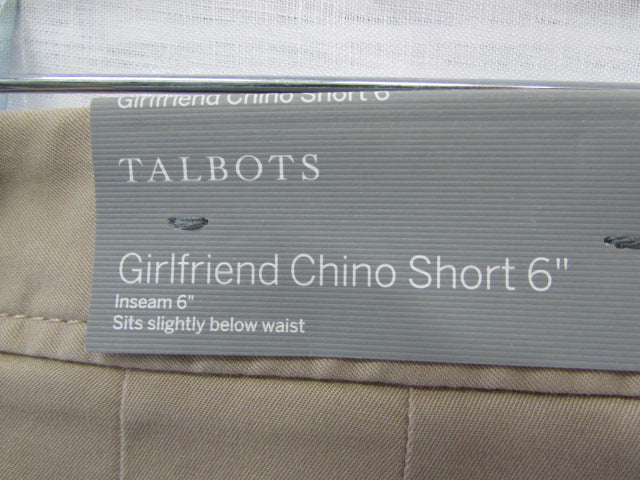 Girlfriend Chino Short 6"
TALBOTS
Girlfriend Chino Short 6"
Inseam 6"
Sits slightly below waist